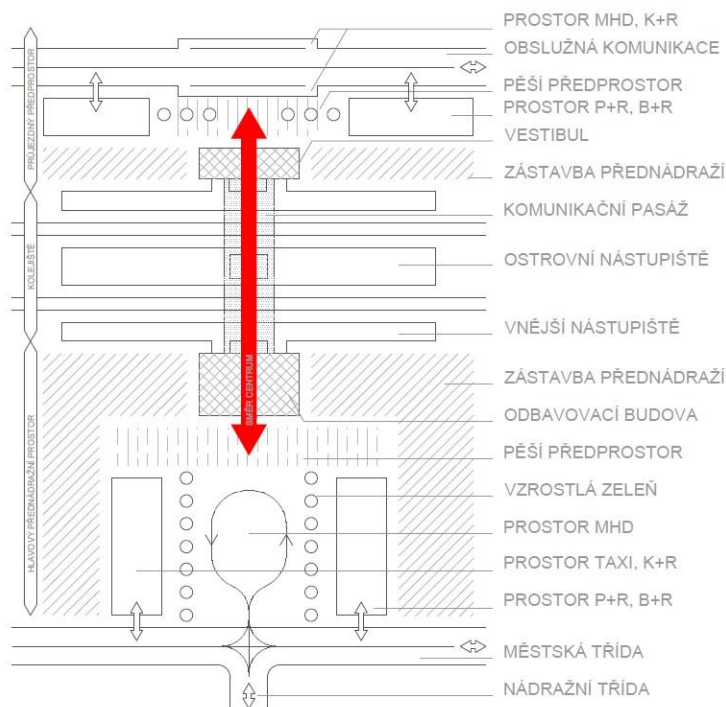 PROSTOR MHD, K+R
OBSLUŽNÁ KOMUNIKACE
PĚŠÍ PŘEDPROSTOR
PROSTOR P+R, B+R
VESTIBUL
ZÁSTAVBA PŘEDNÁDRAŽÍ
KOMUNIKAČNÍ PASÁŽ
OSTROVNÍ NÁSTUPIŠTĚ
VNĚJŠÍ NÁSTUPIŠTĚ
ZÁSTAVBA PŘEDNÁDRAŽÍ
ODBAVOVACÍ BUDOVA
PĚŠÍ PŘEDPROSTOR
VZROSTLÁ ZELEŇ
PROSTOR MHD
PROSTOR TAXI, K+R
PROSTOR P+R, B+R
MĚSTSKÁ TŘÍDA
NÁDRAŽNÍ TŘÍDA
PRŮJEZDNÝ PŘEDPROSTOR
KOLEJIŠTĚ
HLAVOVÝ PŘEDNÁDRAŽNÍ PROSTOR
SMĚR CENTRUM